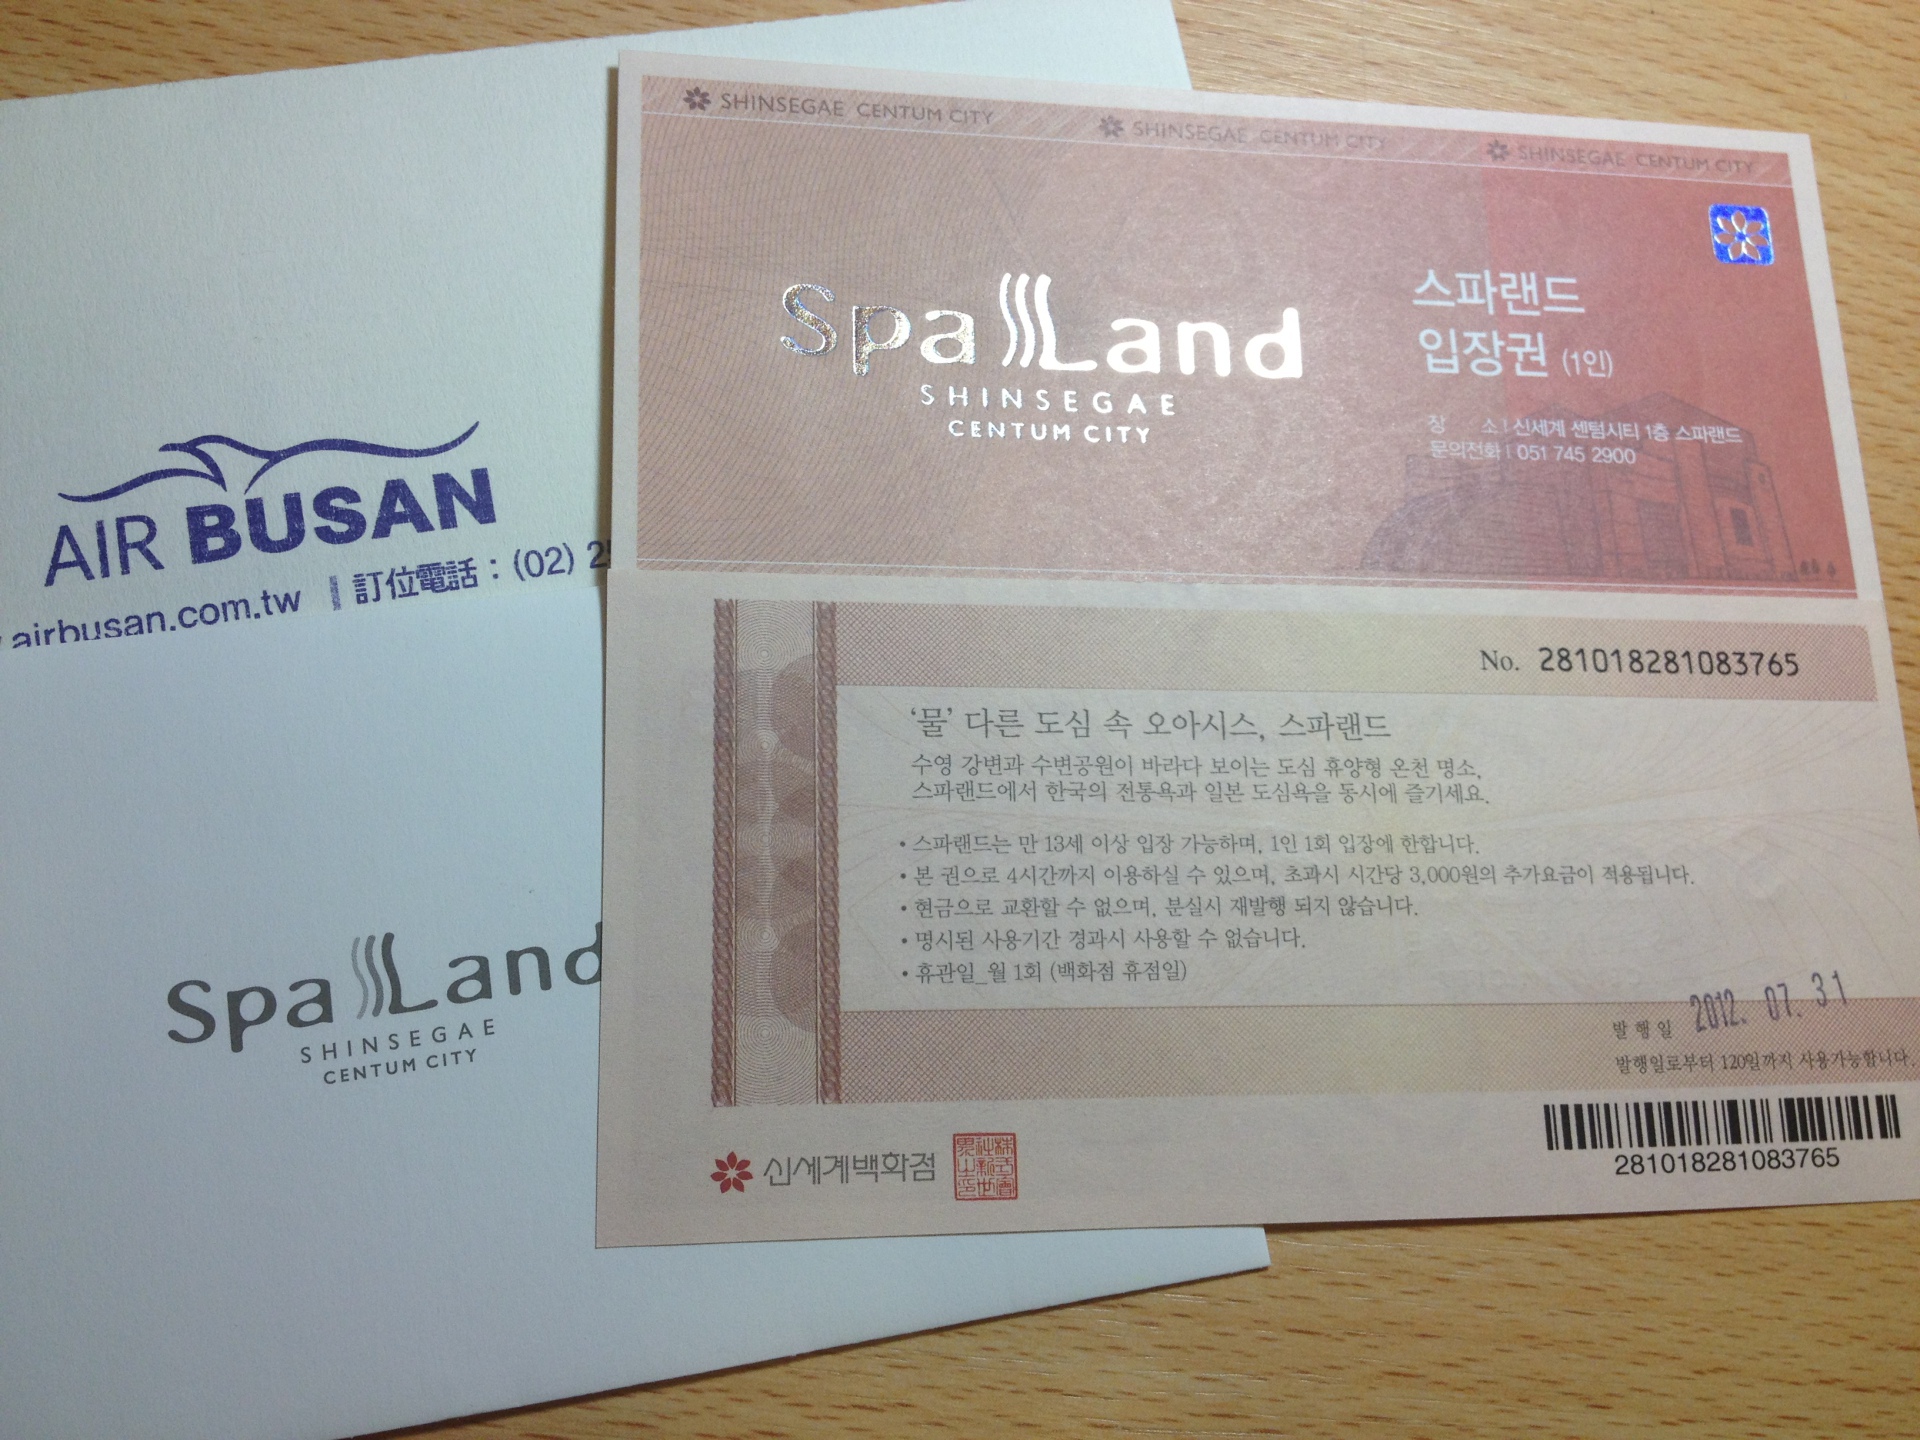 AIR BUSAN
airbusan.com.tw | 訂位電話：(02)
Spa Land
SHINSEGAE
CENTUM CITY
SHINSEGAE CENTUM CITY
SHINSEGAE CENTUM CITY
SHINSEGAE CENTUM CITY
Spa Land
SHINSEGAE
CENTUM CITY
스파랜드
입장권 (1인)
장 소 | 신세계 센텀시티 1층 스파랜드
문의전화 | 051 745 2900
No. 281018281083765
‘물’ 다른 도심 속 오아시스, 스파랜드
수영 강변과 수변공원이 바라다 보이는 도심 휴양형 온천 명소,
스파랜드에서 한국의 전통욕과 일본 도심욕을 동시에 즐기세요.
• 스파랜드는 만 13세 이상 입장 가능하며, 1인 1회 입장에 한합니다.
• 본 권으로 4시간까지 이용하실 수 있으며, 초과시 시간당 3,000원의 추가요금이 적용됩니다.
• 현금으로 교환할 수 없으며, 분실시 재발행 되지 않습니다.
• 명시된 사용기간 경과시 사용할 수 없습니다.
• 휴관일_월 1회 (백화점 휴점일)
발행일 2012. 07. 31
발행일로부터 120일까지 사용가능합니다.
신세계백화점
281018281083765